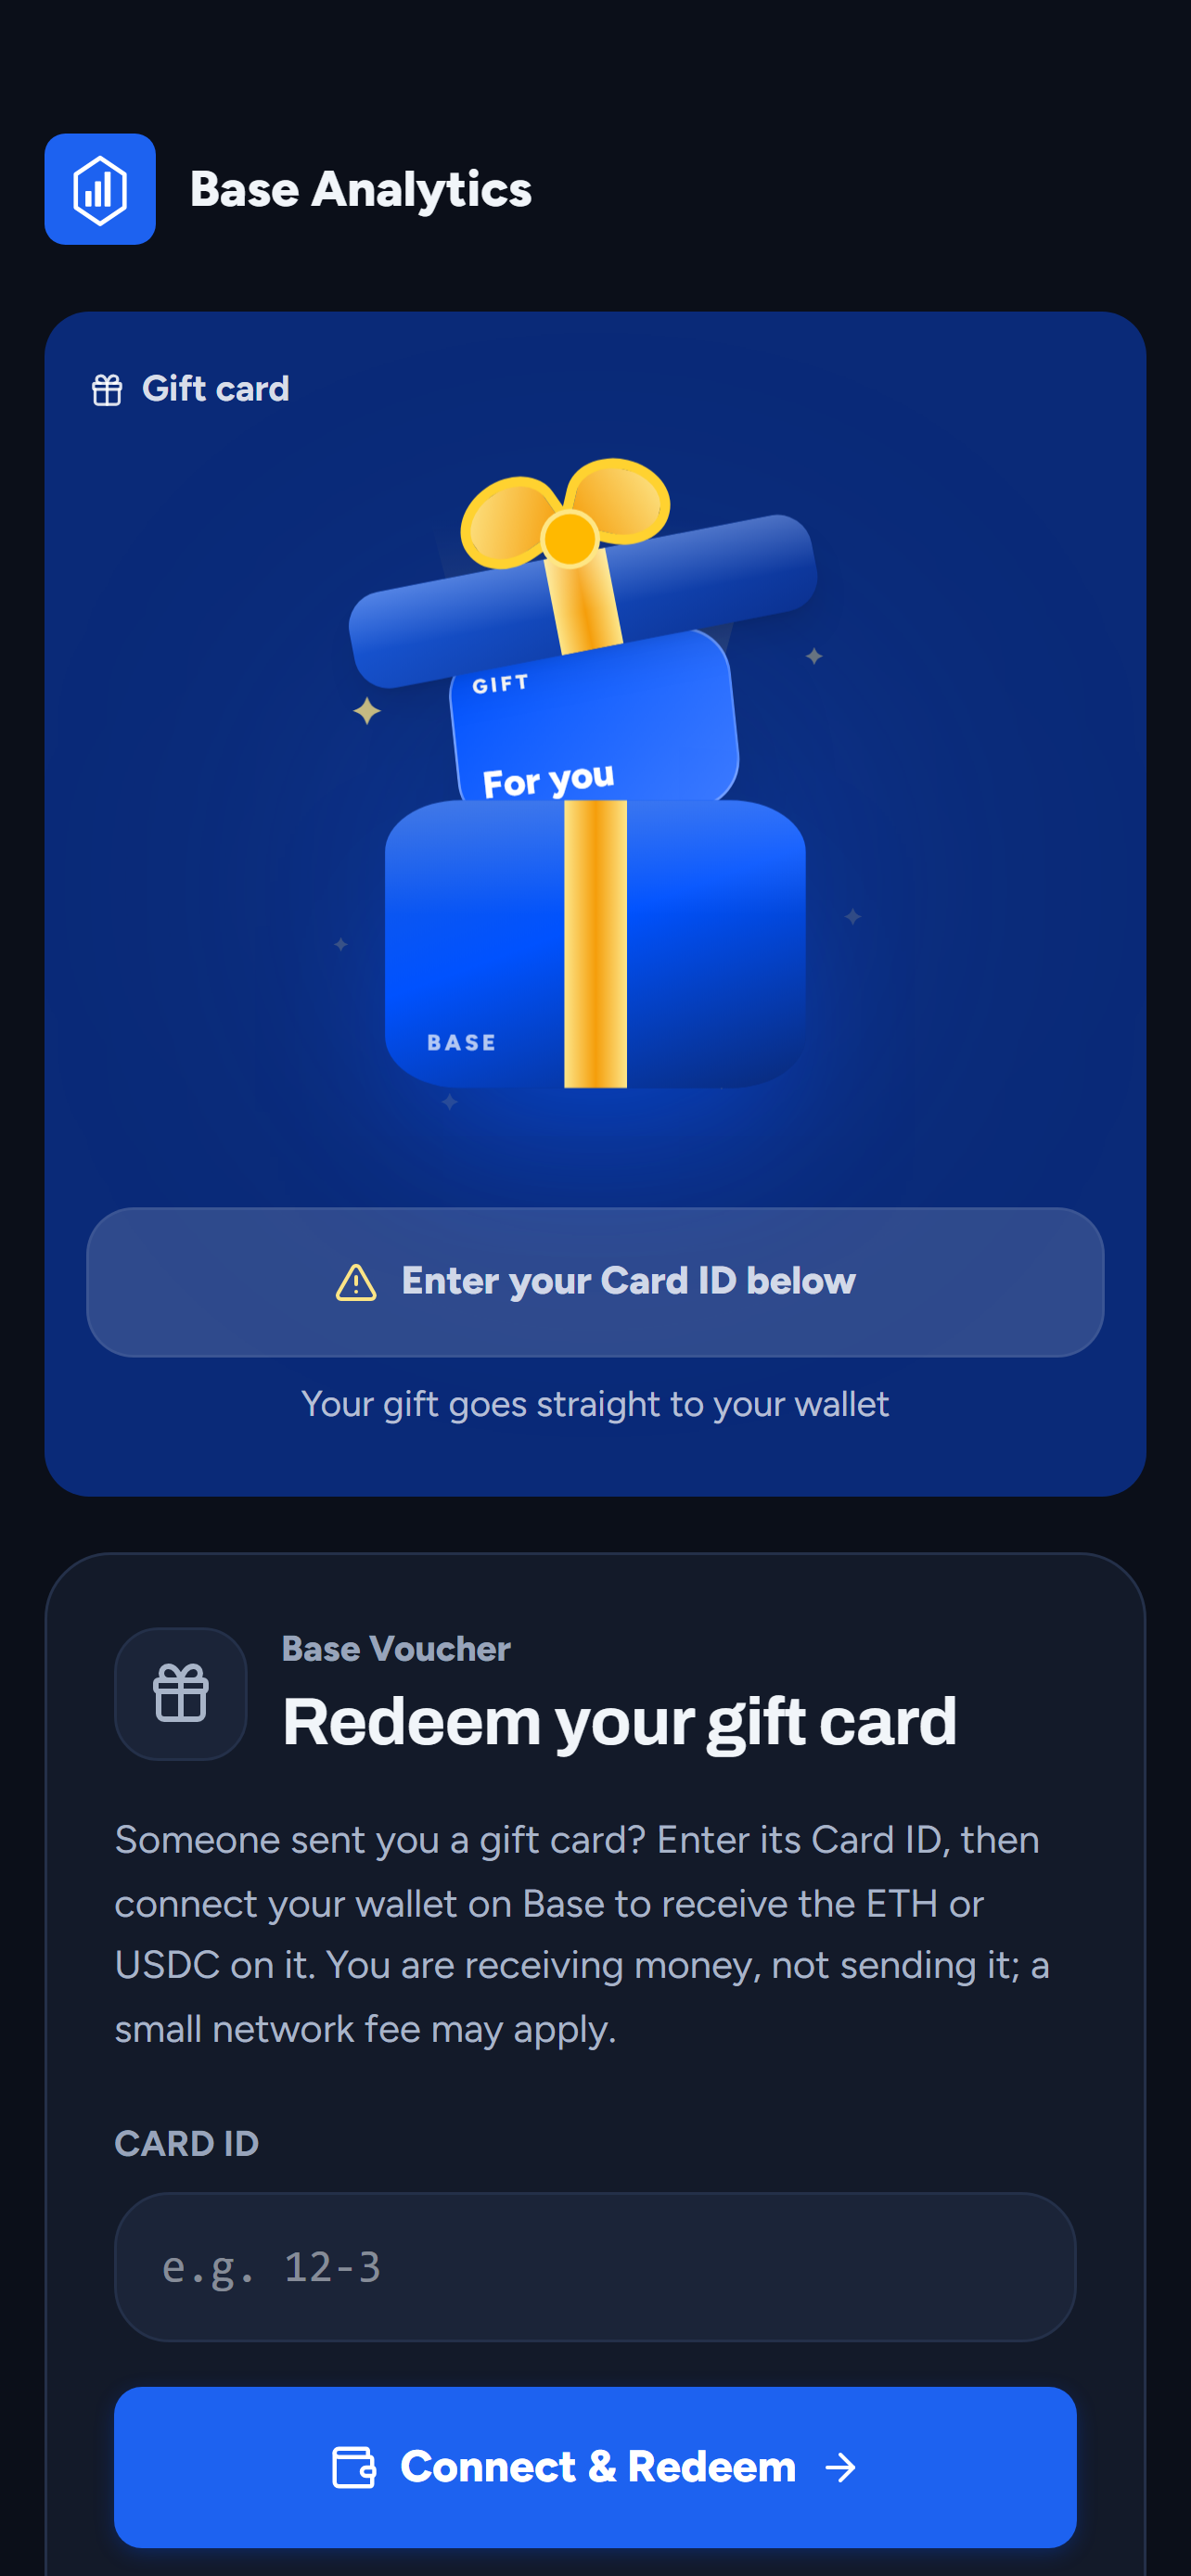 Base Analytics
Gift card
GIFT
For you
BASE
Enter your Card ID below
Your gift goes straight to your wallet
Base Voucher
Redeem your gift card
Someone sent you a gift card? Enter its Card ID, then
connect your wallet on Base to receive the ETH or
USDC on it. You are receiving money, not sending it; a
small network fee may apply.
CARD ID
e.g. 12-3
Connect & Redeem